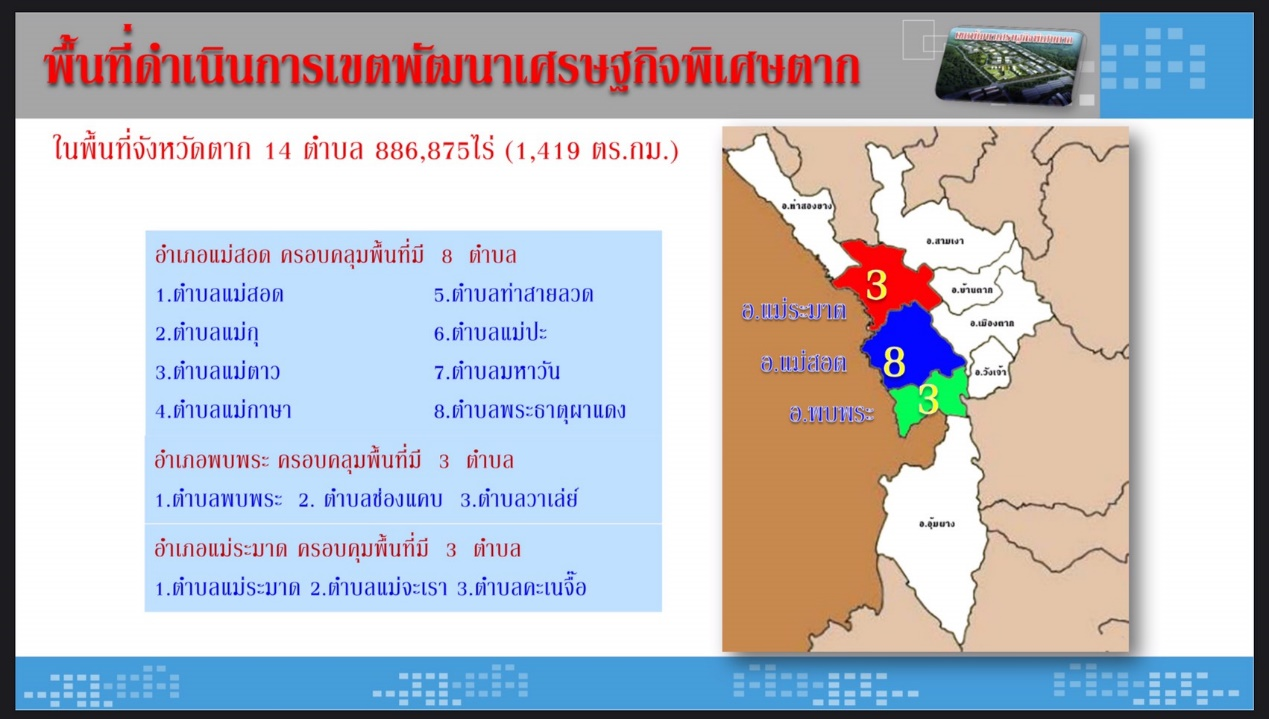 พื้นที่ดำเนินการเขตพัฒนาเศรษฐกิจพิเศษตาก
ในพื้นที่จังหวัดตาก 14 ตำบล 886,875ไร่ (1,419 ตร.กม.)
อำเภอแม่สอด ครอบคลุมพื้นที่มี 8 ตำบล
1.ตำบลแม่สอด 5.ตำบลท่าสายลวด
2.ตำบลแม่กุ 6.ตำบลแม่ปะ
3.ตำบลแม่ตาว 7.ตำบลมหาวัน
4.ตำบลแม่กาษา 8.ตำบลพระธาตุผาแดง
อำเภอพบพระ ครอบคลุมพื้นที่มี 3 ตำบล
1.ตำบลพบพระ 2. ตำบลช่องแคบ 3.ตำบลวาเล่ย์
อำเภอแม่ระมาด ครอบคุมพื้นที่มี 3 ตำบล
1.ตำบลแม่ระมาด 2.ตำบลแม่จะเรา 3.ตำบลคะเนจื้อ
อ.ท่าสองยาง
อ.สามเงา
3
อ.บ้านตาก
อ.แม่ระมาด
อ.เมืองตาก
อ.แม่สอด
8
อ.วังเจ้า
3
อ.พบพระ
อ.อุ้มผาง